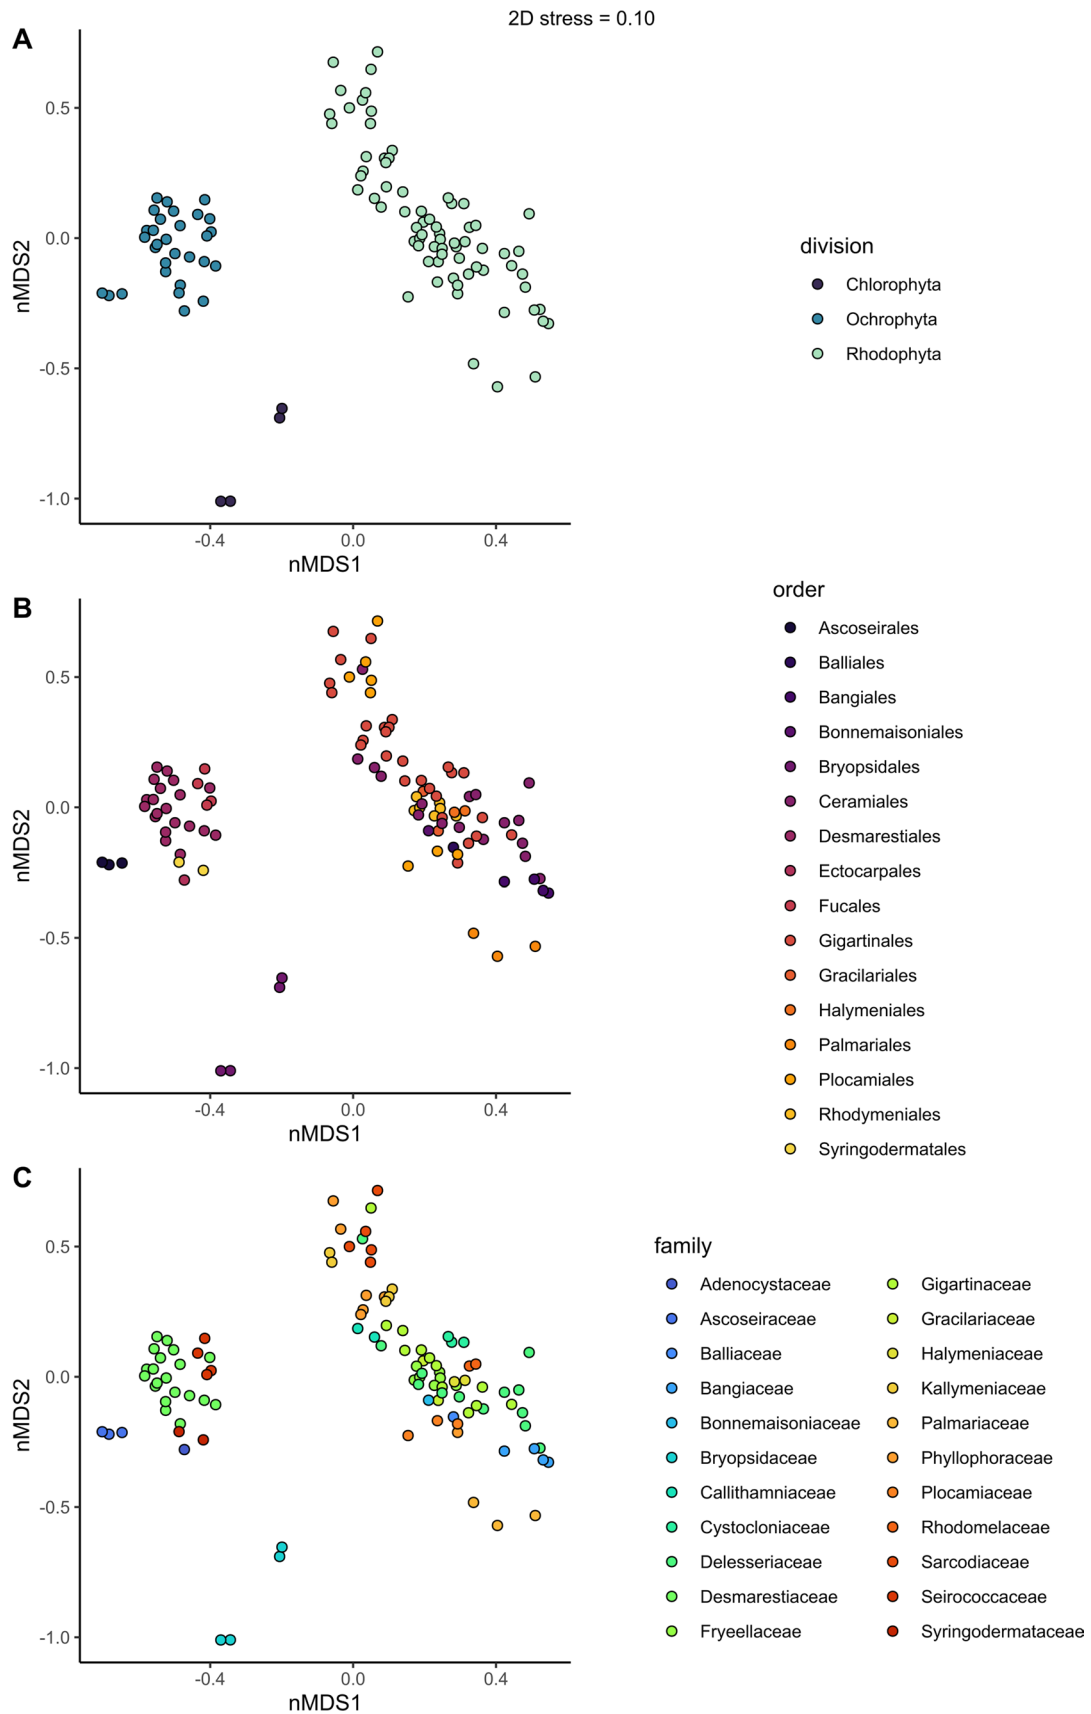 2D stress = 0.10
A
0.5
0.0
-0.5
-1.0
nMDS2
-0.4
0.0
0.4
nMDS1
division
Chlorophyta
Ochrophyta
Rhodophyta
B
0.5
0.0
-0.5
-1.0
nMDS2
-0.4
0.0
0.4
nMDS1
order
Ascoseirales
Balliales
Bangiales
Bonnemaisoniales
Bryopsidales
Ceramiales
Desmarestiales
Ectocarpales
Fucales
Gigartinales
Gracilariales
Halymeniales
Palmariales
Plocamiales
Rhodymeniales
Syringodermatales
C
0.5
0.0
-0.5
-1.0
nMDS2
-0.4
0.0
0.4
nMDS1
family
Adenocystaceae
Ascoseiraceae
Balliaceae
Bangiaceae
Bonnemaisoniaceae
Bryopsidaceae
Callithamniaceae
Cystocloniaceae
Delesseriaceae
Desmarestiaceae
Fryeellaceae
Gigartinaceae
Gracilariaceae
Halymeniaceae
Kallymeniaceae
Palmariaceae
Phyllophoraceae
Plocamiaceae
Rhodomelaceae
Sarcodiaceae
Seirococcaceae
Syringodermataceae